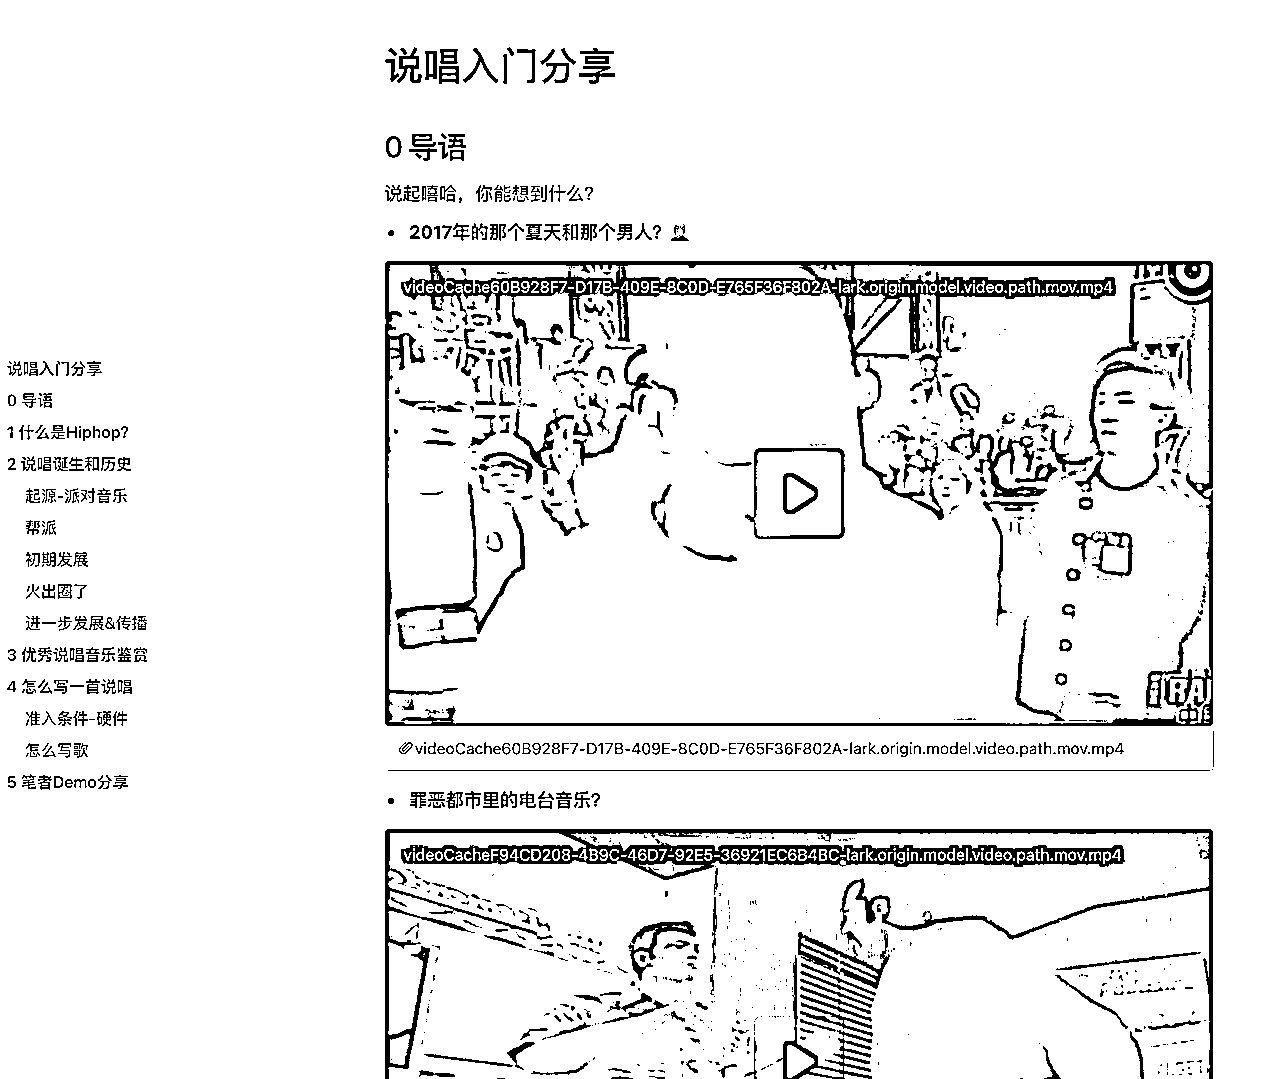 说唱入门分享
0 导语
说起嘻哈，你能想到什么？
2017年的那个夏天和那个男人？
videoCache60B928F7-D17B-409E-8C0D-E765F36F802A-lark.origin.model.video.path.mov.mp4
说唱入门分享
0 导语
1 什么是Hiphop?
2 说唱诞生和历史
起源-派对音乐
帮派
初期发展
火出圈了
进一步发展&传播
3 优秀说唱音乐鉴赏
4 怎么写一首说唱
准入条件-硬件
怎么写歌
5 笔者Demo分享
videoCache60B928F7-D17B-409E-8C0D-E765F36F802A-lark.origin.model.video.path.mov.mp4
罪恶都市里的电台音乐？
videoCacheF94CD208-4B9C-46D7-92E5-36921EC6B4BC-lark.origin.model.video.path.mov.mp4